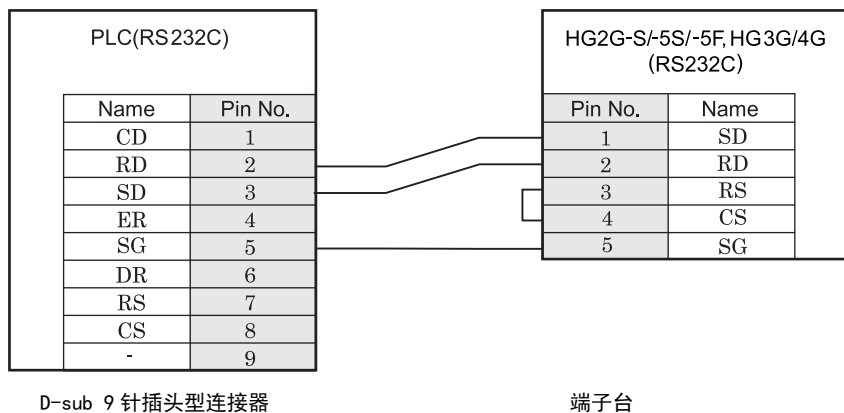 PLC(RS232C)
Name Pin No.
CD 1
RD 2
SD 3
ER 4
SG 5
DR 6
RS 7
CS 8
- 9
D-sub 9 针插头型连接器
HG2G-S/-5S/-5F, HG3G/4G
(RS232C)
Pin No. Name
1 SD
2 RD
3 RS
4 CS
5 SG
端子台